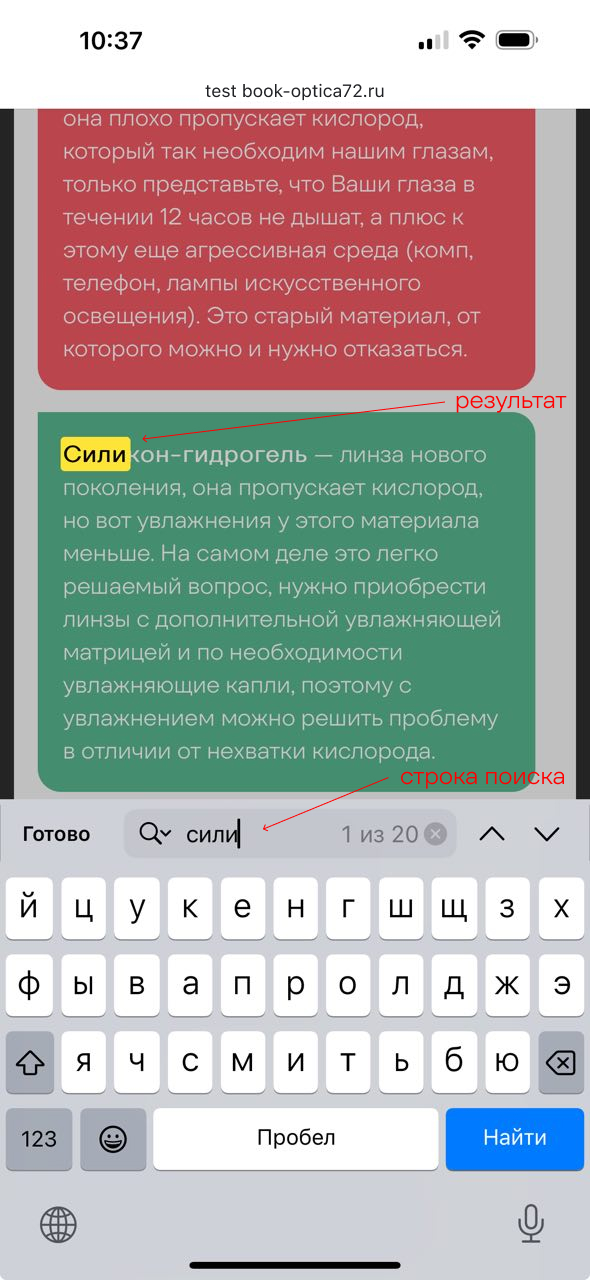 10:37
test book-optica72.ru
она плохо пропускает кислород,
который так необходим нашим глазам,
только представьте, что Ваши глаза в
течении 12 часов не дышат, а плюс к
этому еще агрессивная среда (комп,
телефон, лампы искусственного
освещения). Это старый материал, от
которого можно и нужно отказаться.
результат
Силикон-гидрогель — линза нового
поколения, она пропускает кислород,
но вот увлажнения у этого материала
меньше. На самом деле это легко
решаемый вопрос, нужно приобрести
линзы с дополнительной увлажняющей
матрицей и по необходимости
увлажняющие капли, поэтому с
увлажнением можно решить проблему
в отличии от нехватки кислорода.
строка поиска
Готово сили 1 из 20
й ц у к е н г ш щ з х
ф ы в а п р о л д ж э
я ч с м и т ь б ю
123 Пробел Найти